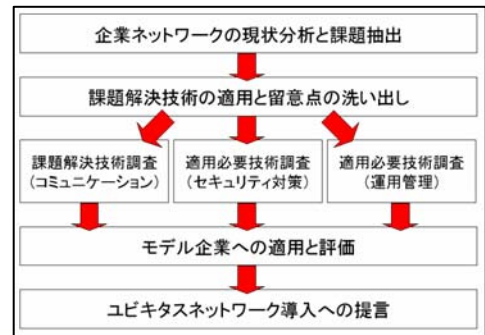 企業ネットワークの現状分析と課題抽出
課題解決技術の適用と留意点の洗い出し
課題解決技術調査
(コミュニケーション)
適用必要技術調査
(セキュリティ対策)
適用必要技術調査
(運用管理)
モデル企業への適用と評価
ユビキタスネットワーク導入への提言